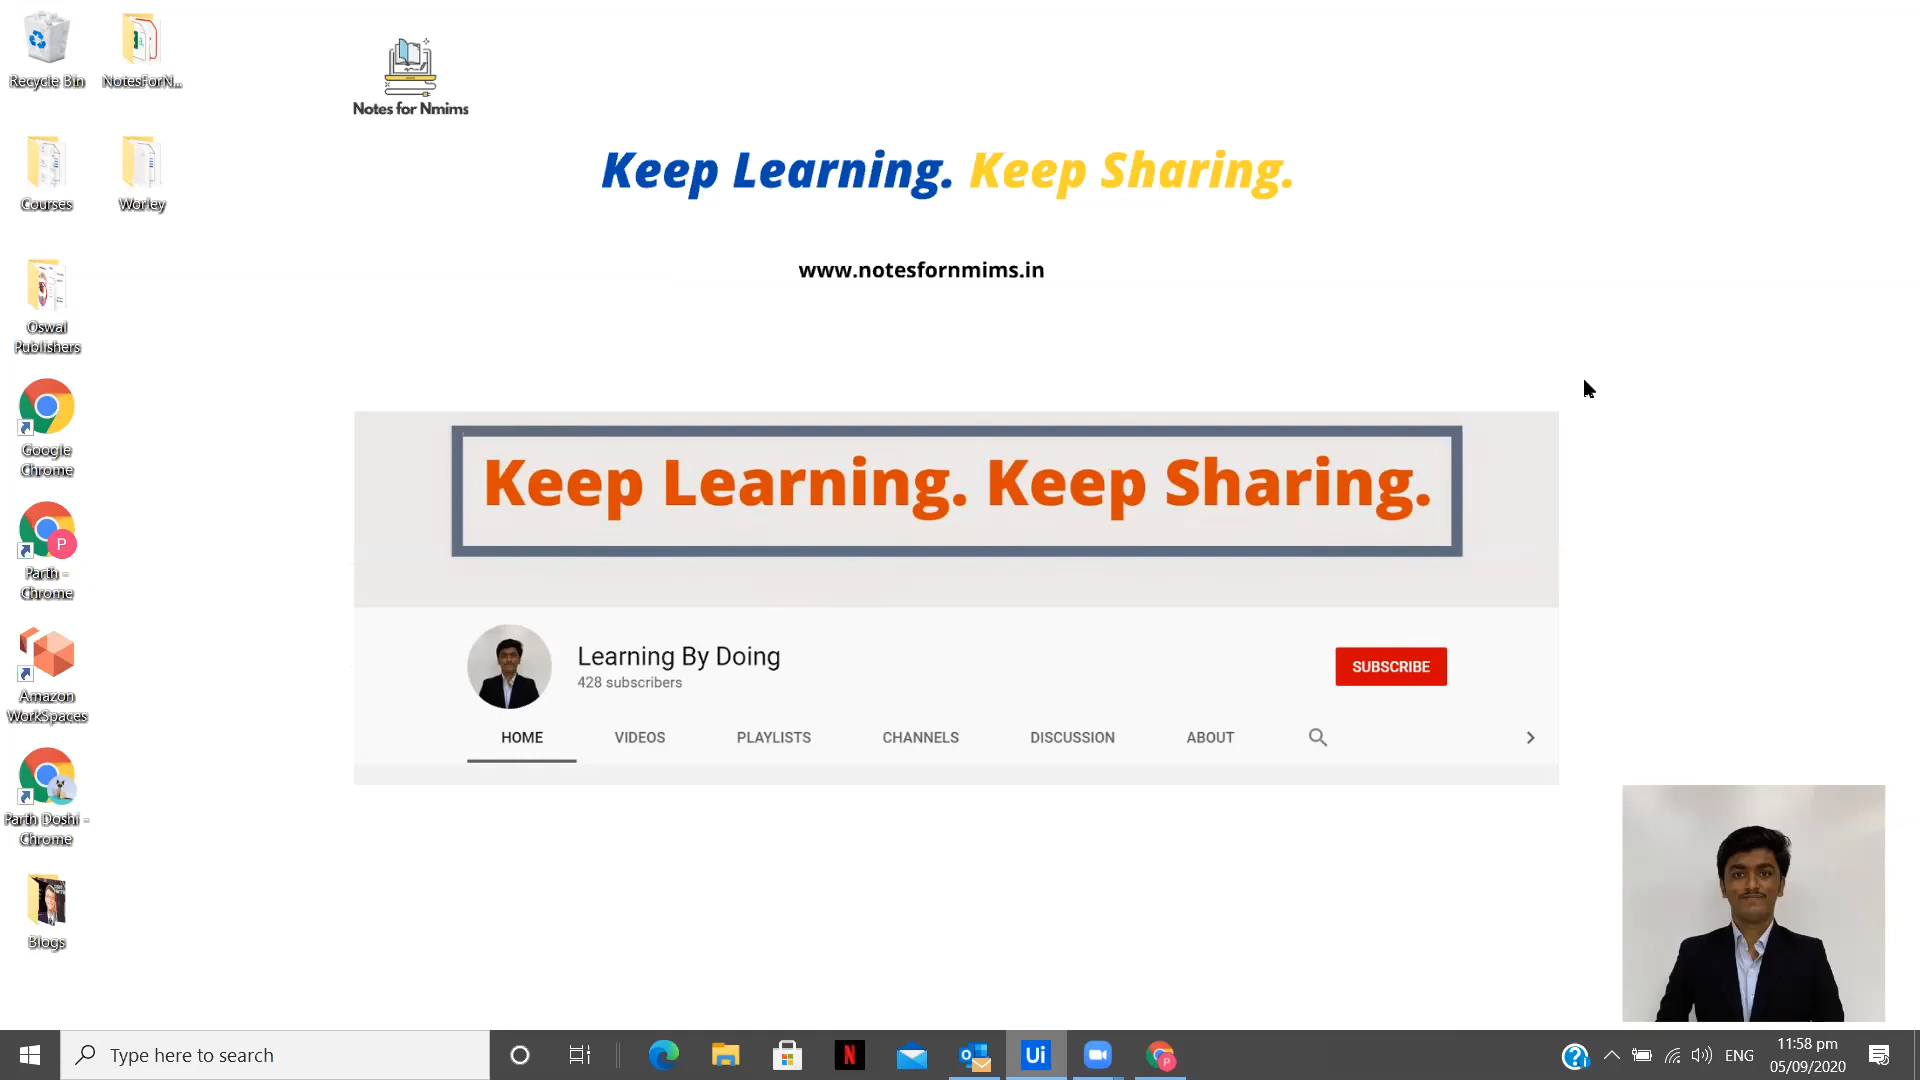 Recycle Bin
NotesForN...
Courses
Worley
Oswal
Publishers
Google
Chrome
Parth -
Chrome
P
Amazon
WorkSpaces
Parth Doshi -
Chrome
Blogs
Notes for Nmims
Keep Learning. Keep Sharing.
www.notesfornmims.in
Keep Learning. Keep Sharing.
Learning By Doing
428 subscribers
SUBSCRIBE
HOME VIDEOS PLAYLISTS CHANNELS DISCUSSION ABOUT
Type here to search
N
Ui
P
ENG
11:58 pm
05/09/2020